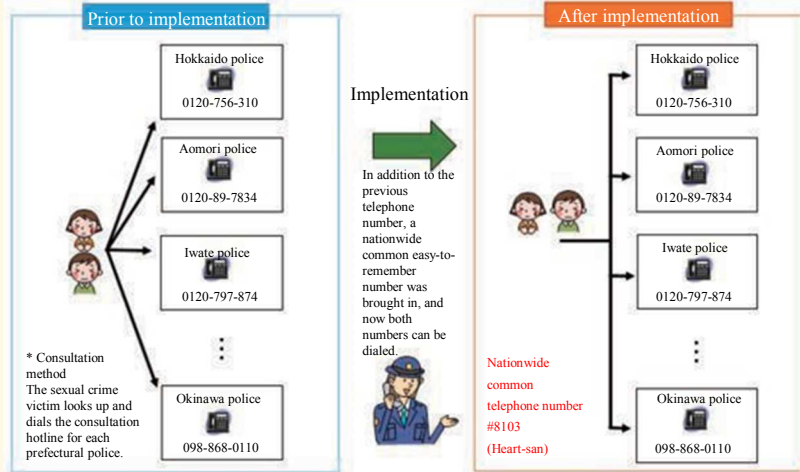 Prior to implementation
Hokkaido police
0120-756-310
Aomori police
0120-89-7834
Iwate police
0120-797-874
Okinawa police
098-868-0110
* Consultation
method
The sexual crime
victim looks up and
dials the consultation
hotline for each
prefectural police.
Implementation
In addition to the
previous
telephone
number, a
nationwide
common easy-to-
remember
number was
brought in, and
now both
numbers can be
dialed.
After implementation
Hokkaido police
0120-756-310
Aomori police
0120-89-7834
Iwate police
0120-797-874
Okinawa police
098-868-0110
Nationwide
common
telephone number
#8103
(Heart-san)